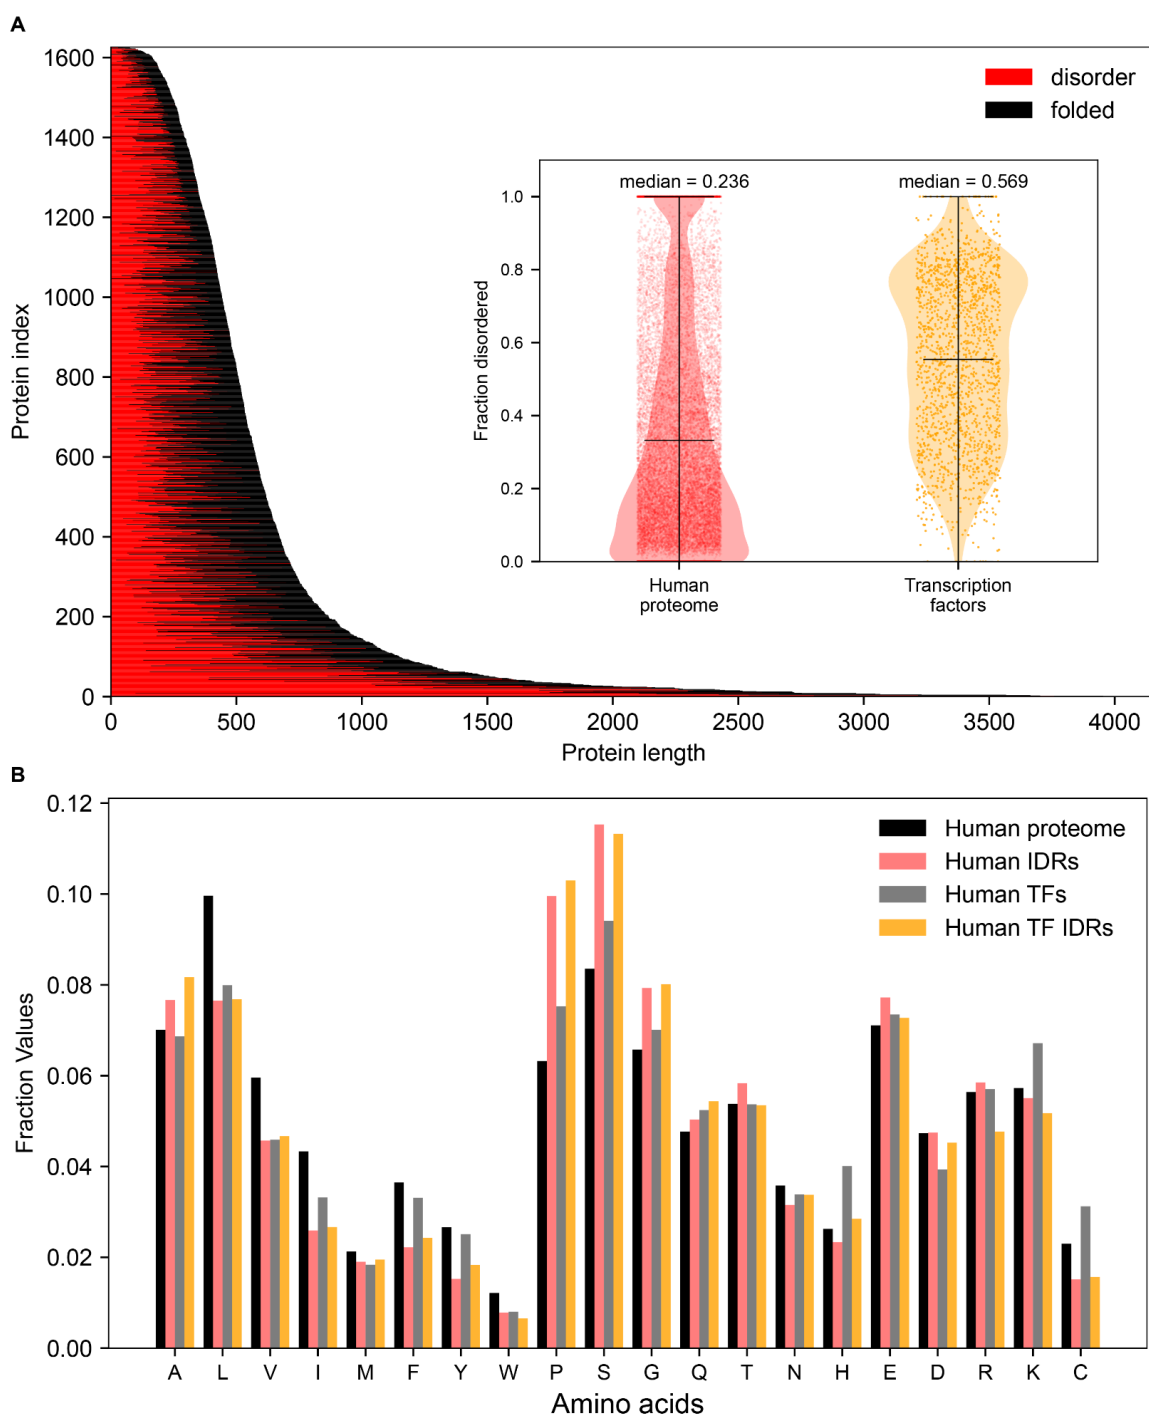 A
1600
1400
1200
1000
800
600
400
200
0
Protein index
0 500 1000 1500 2000 2500 3000 3500 4000
Protein length
disorder
folded
median = 0.236 median = 0.569
1.0
0.8
0.6
0.4
0.2
0.0
Fraction disordered
Human
proteome
Transcription
factors
B
0.12
0.10
0.08
0.06
0.04
0.02
0.00
Fraction Values
Human proteome
Human IDRs
Human TFs
Human TF IDRs
A L V I M F Y W P S G Q T N H E D R K C
Amino acids